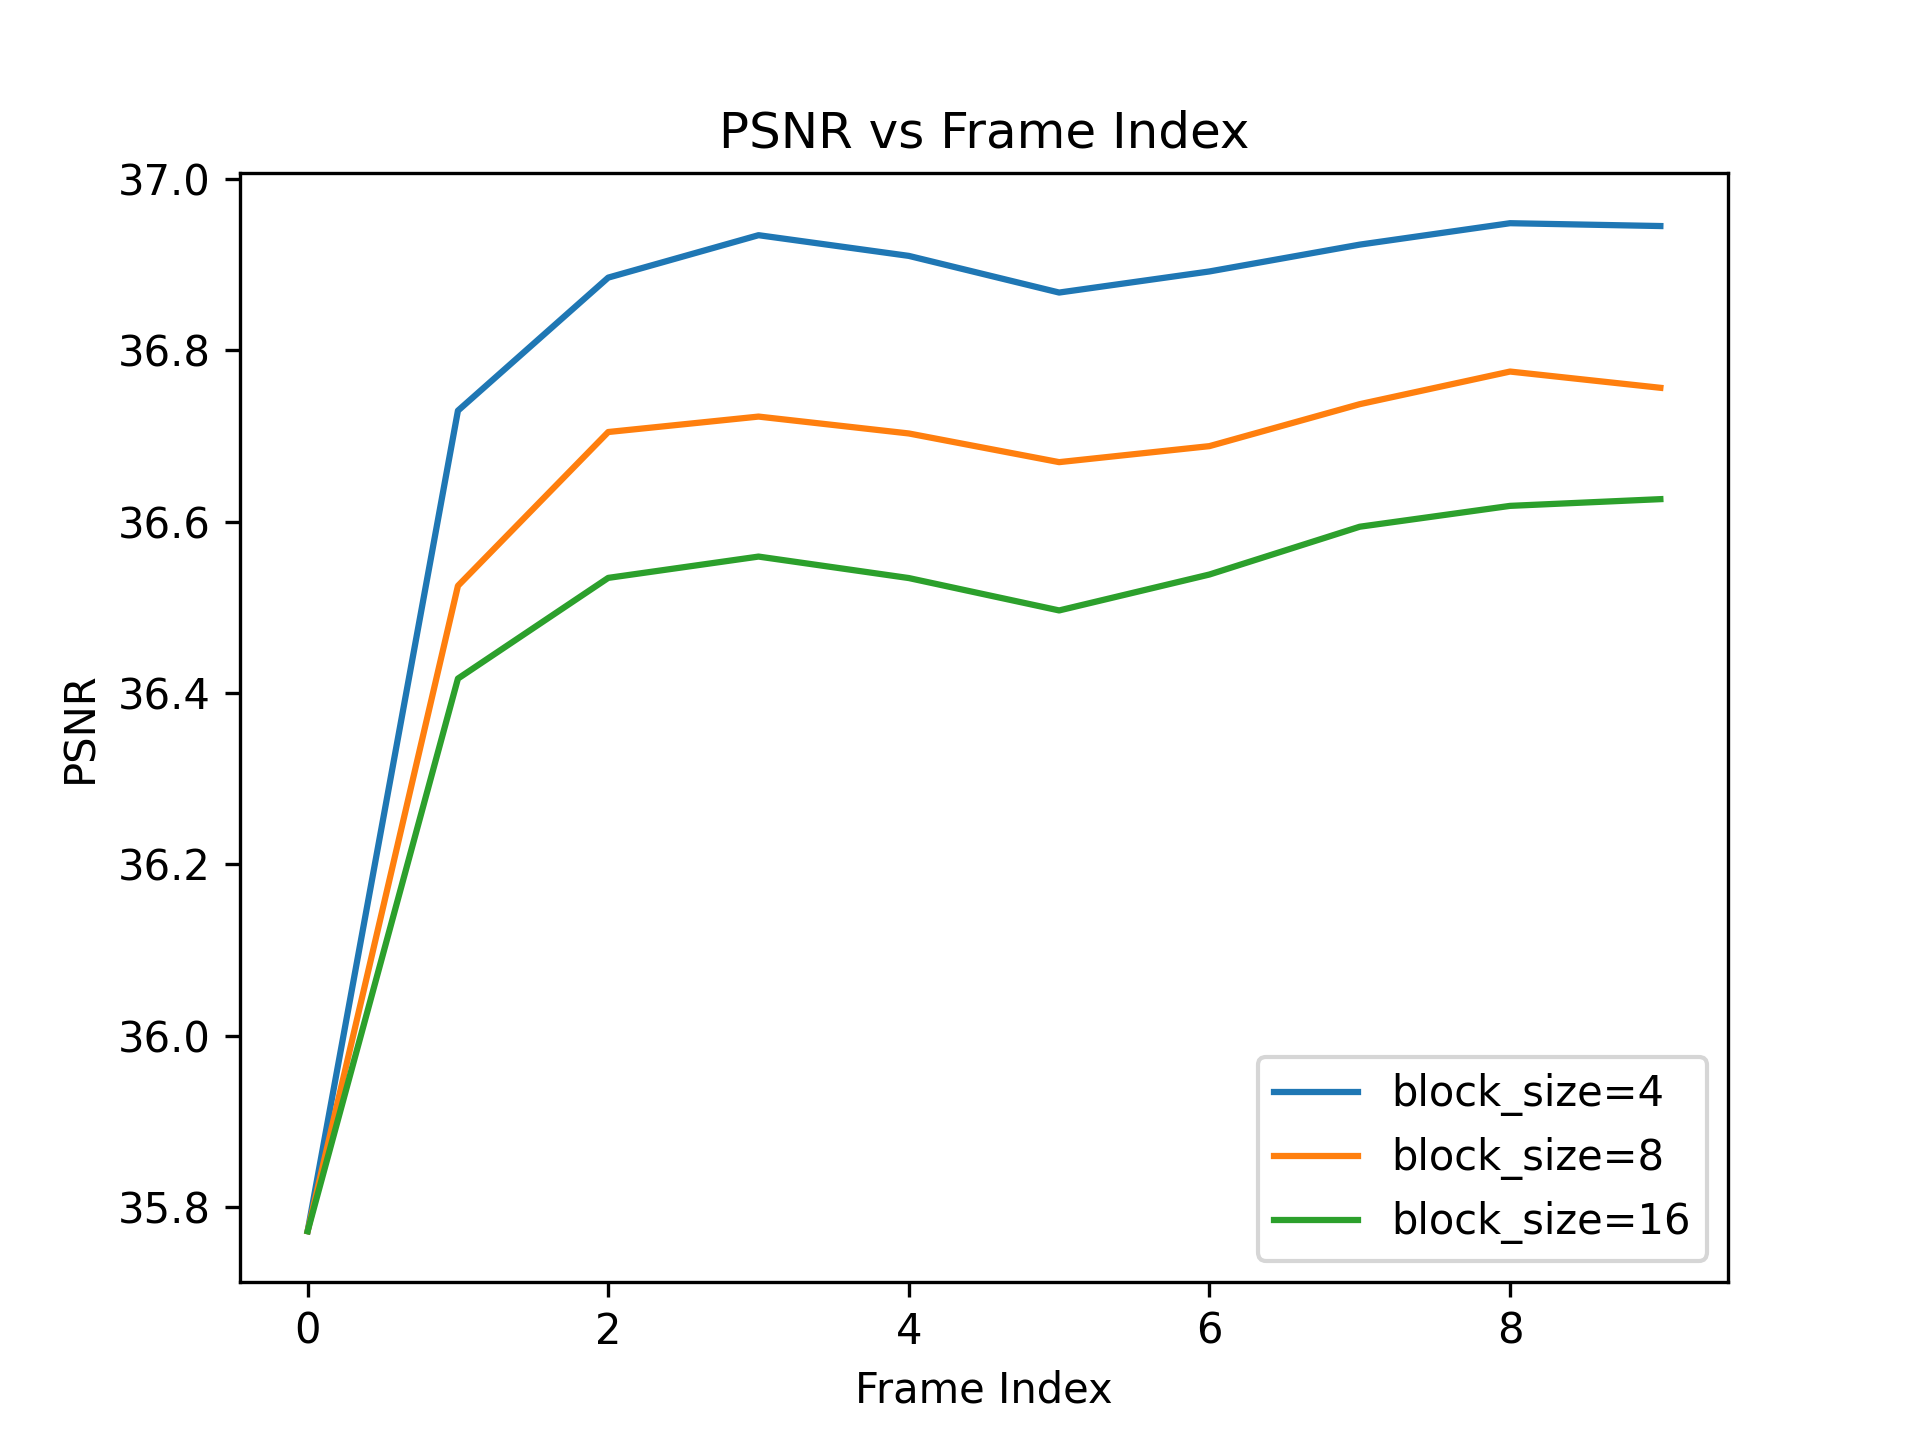 PSNR vs Frame Index
37.0
36.8
36.6
36.4
36.2
36.0
35.8
PSNR
block_size=4
block_size=8
block_size=16
0 2 4 6 8
Frame Index